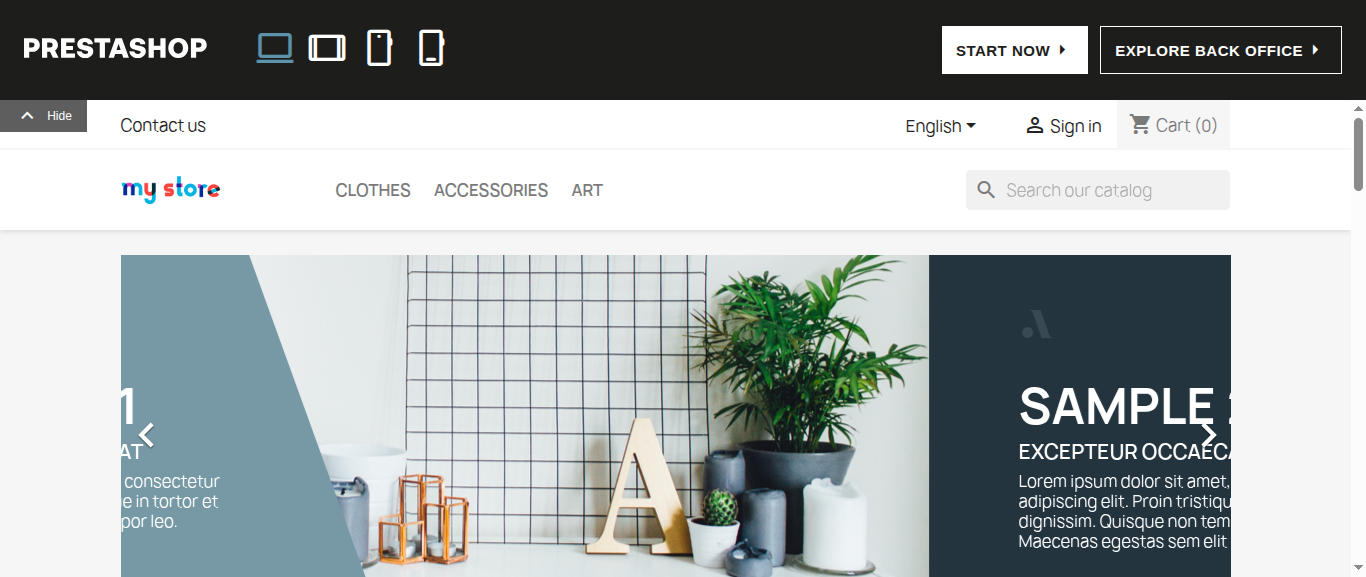 PRESTASHOP
START NOW
EXPLORE BACK OFFICE
Hide
Contact us
English
Sign in
Cart (0)
my store
CLOTHES
ACCESSORIES
ART
Search our catalog
1
AT
consectetur
e in tortor et
por leo.
A
SAMPLE 2
EXCEPTEUR OCCAECA
Lorem ipsum dolor sit amet,
adipiscing elit. Proin tristiqu
dignissim. Quisque non tem
Maecenas egestas sem elit